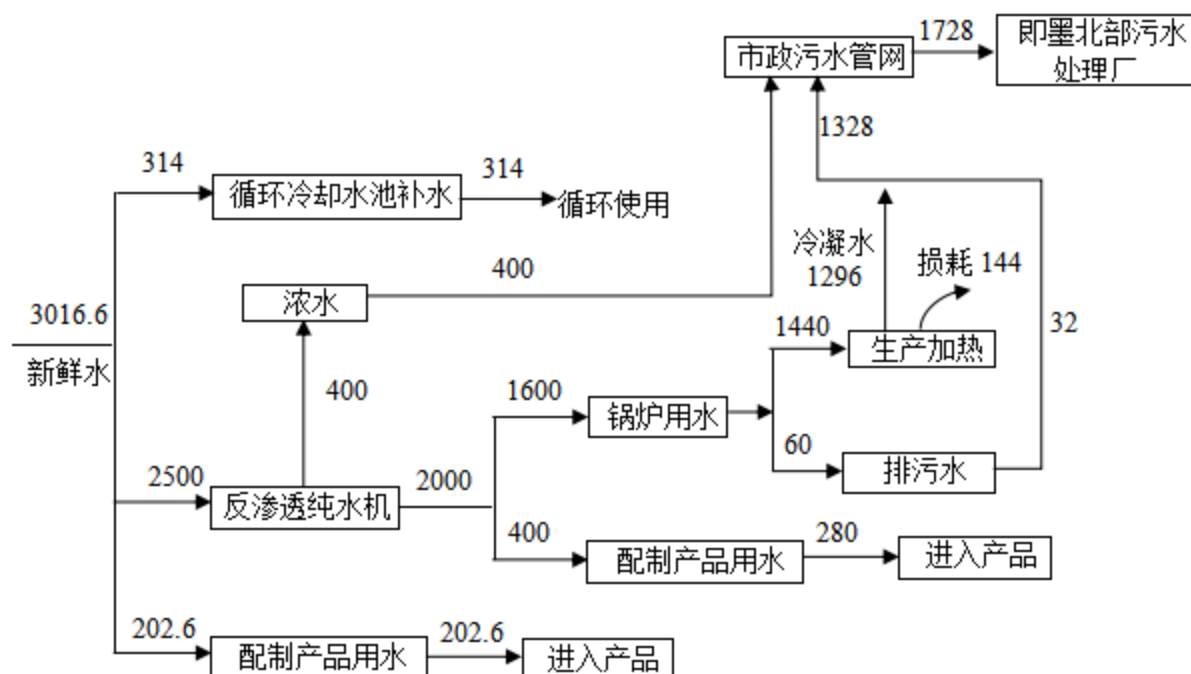 1728
市政污水管网
即墨北部污水
处理厂
1328
314
循环冷却水池补水
314
循环使用
400
冷凝水
1296
损耗 144
浓水
3016.6
新鲜水
1440
生产加热
32
400
1600
锅炉用水
60
排污水
2500
反渗透纯水机
2000
400
配制产品用水
280
进入产品
202.6
配制产品用水
202.6
进入产品